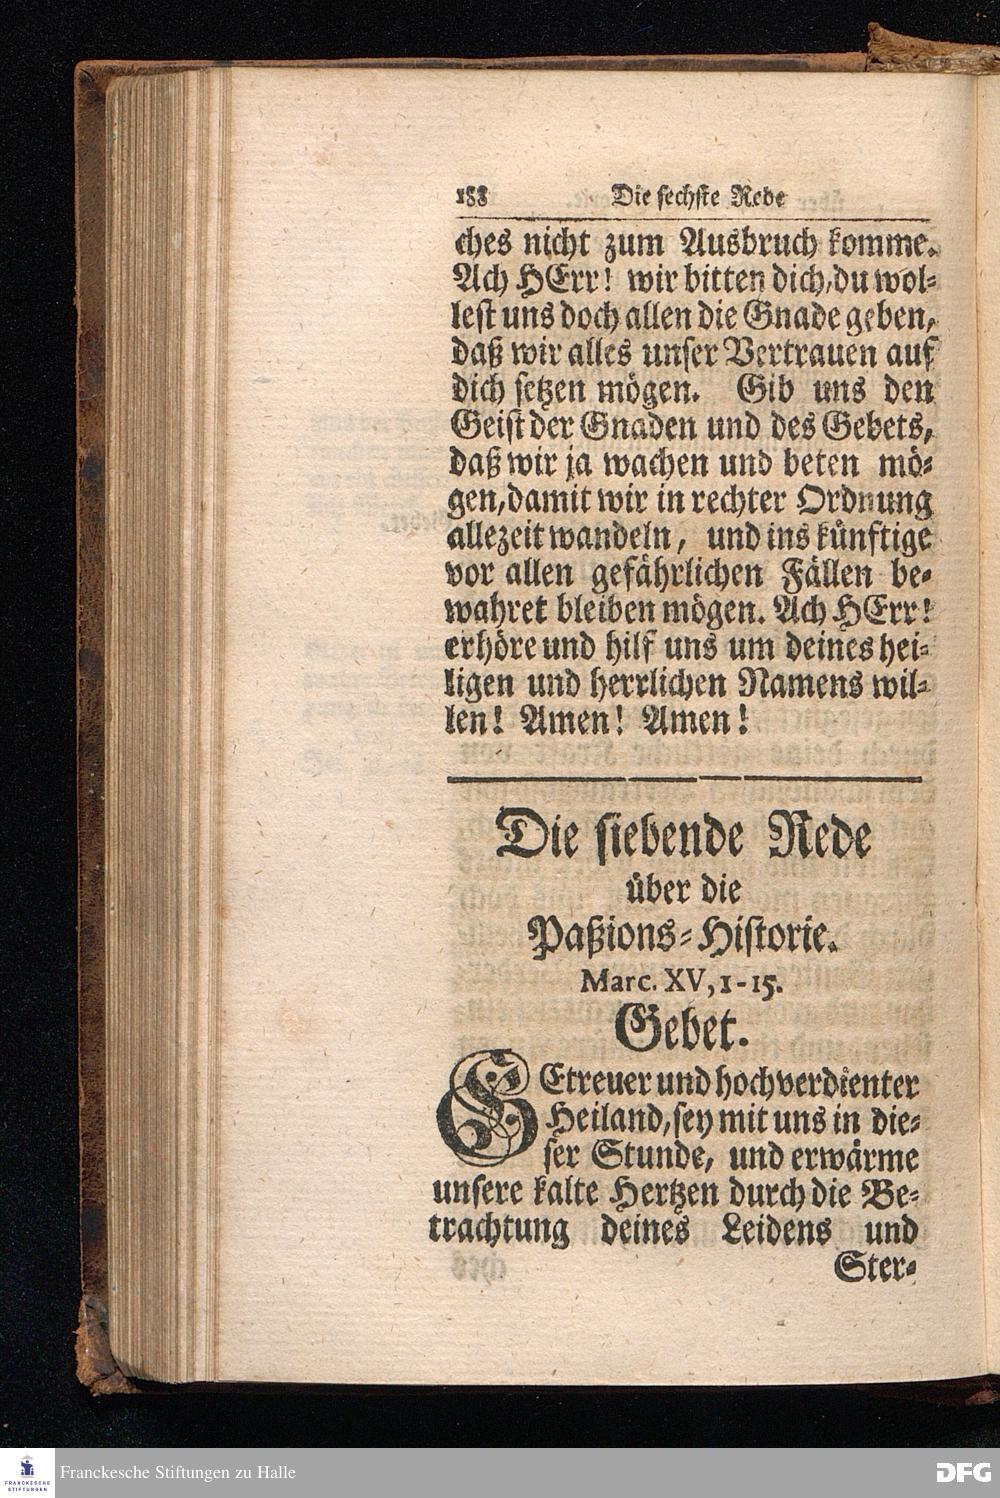 188 Die sechste Rede
ches nicht zum Ausbruch komme.
Ach HErr! wir bitten dich, du wol-
lest uns doch allen die Gnade geben,
daß wir alles unser Vertrauen auf
dich setzen mögen. Gib uns den
Geist der Gnaden und des Gebets,
daß wir ja wachen und beten mö-
gen, damit wir in rechter Ordnung
allezeit wandeln, und ins künftige
vor allen gefährlichen Fällen be-
wahret bleiben mögen. Ach HErr!
erhöre und hilf uns um deines hei-
ligen und herrlichen Namens wil-
len! Amen! Amen!
Die siebende Rede
über die
Paßions-Historie.
Marc. XV, 1-15.
Gebet.
GEtreuer und hochverdienter
Heiland, sey mit uns in die-
ser Stunde, und erwärme
unsere kalte Hertzen durch die Be-
trachtung deines Leidens und
Ster-
FRANCKESCHE
STIFTUNGEN
Franckesche Stiftungen zu Halle
DFG